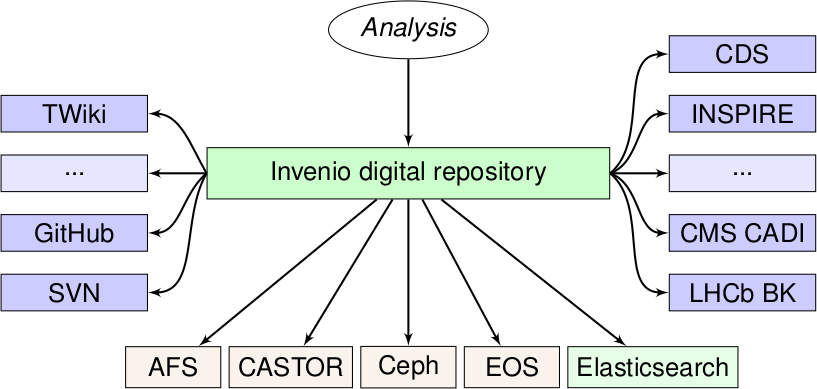 Analysis
CDS
TWiki
INSPIRE
...
Invenio digital repository
...
GitHub
CMS CADI
SVN
LHCb BK
AFS
CASTOR
Ceph
EOS
Elasticsearch